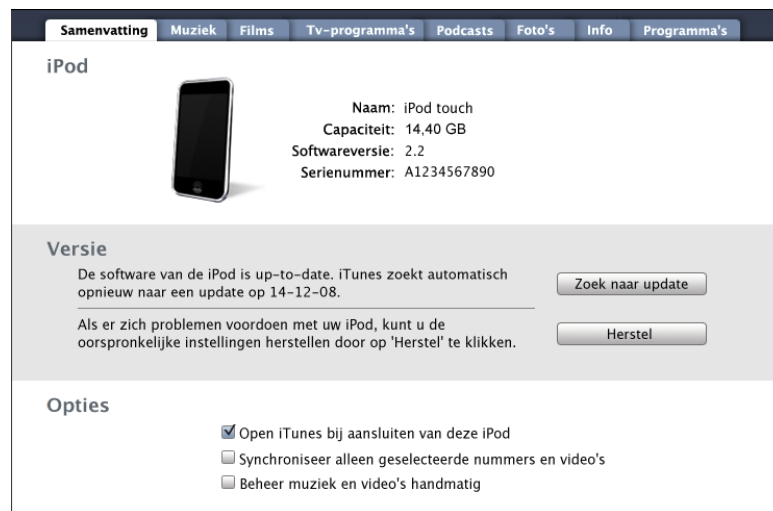 Samenvatting Muziek Films Tv-programma's Podcasts Foto's Info Programma's
iPod
Naam: iPod touch
Capaciteit: 14,40 GB
Softwareversie: 2.2
Serienummer: A1234567890
Versie
De software van de iPod is up-to-date. iTunes zoekt automatisch
opnieuw naar een update op 14-12-08.
Zoek naar update
Als er zich problemen voordoen met uw iPod, kunt u de
oorspronkelijke instellingen herstellen door op 'Herstel' te klikken.
Herstel
Opties
Open iTunes bij aansluiten van deze iPod
Synchroniseer alleen geselecteerde nummers en video's
Beheer muziek en video's handmatig